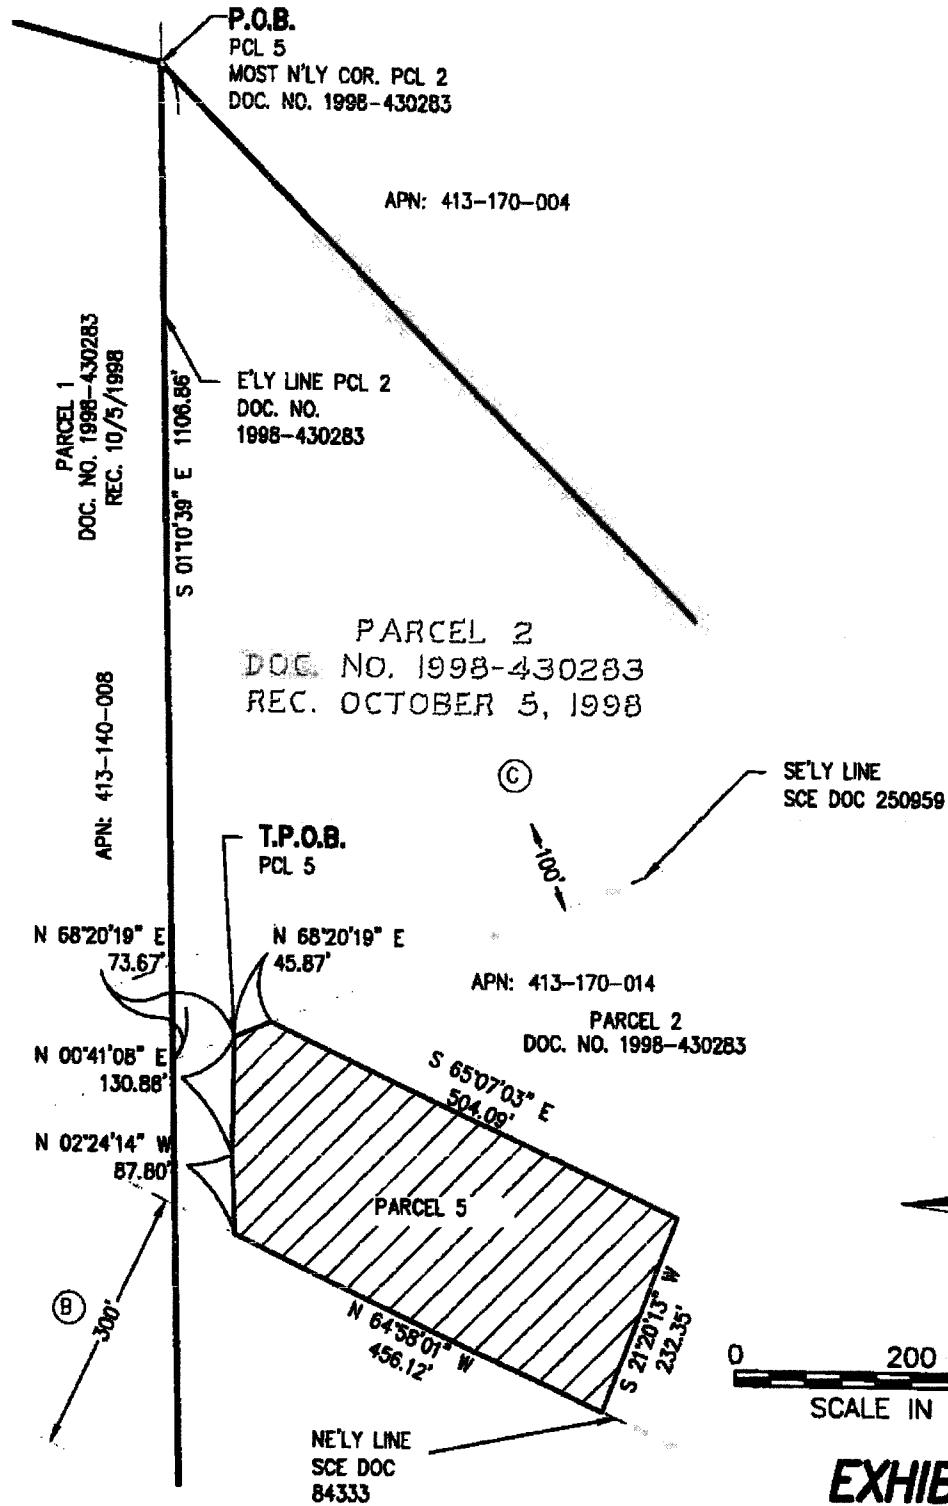 P.O.B.
PCL 5
MOST N'LY COR. PCL 2
DOC. NO. 1998-430283
APN: 413-170-004
PARCEL 1
DOC. NO. 1998-430283
REC. 10/5/1998
E'LY LINE PCL 2
DOC. NO.
1998-430283
S 01°10'39" E 1106.86'
PARCEL 2
DOC. NO. 1998-430283
REC. OCTOBER 5, 1998
APN: 413-140-008
C
SE'LY LINE
SCE DOC 250959
100'
T.P.O.B.
PCL 5
N 68°20'19" E
73.67'
N 68°20'19" E
45.87'
APN: 413-170-014
PARCEL 2
DOC. NO. 1998-430283
N 00°41'08" E
130.88'
S 65°07'03" E
504.09'
N 02°24'14" W
87.80'
PARCEL 5
B
300'
N 64°58'01" W
456.12'
S 21°20'13" W
232.35'
0 200
SCALE IN
NE'LY LINE
SCE DOC
84333
EXHIB